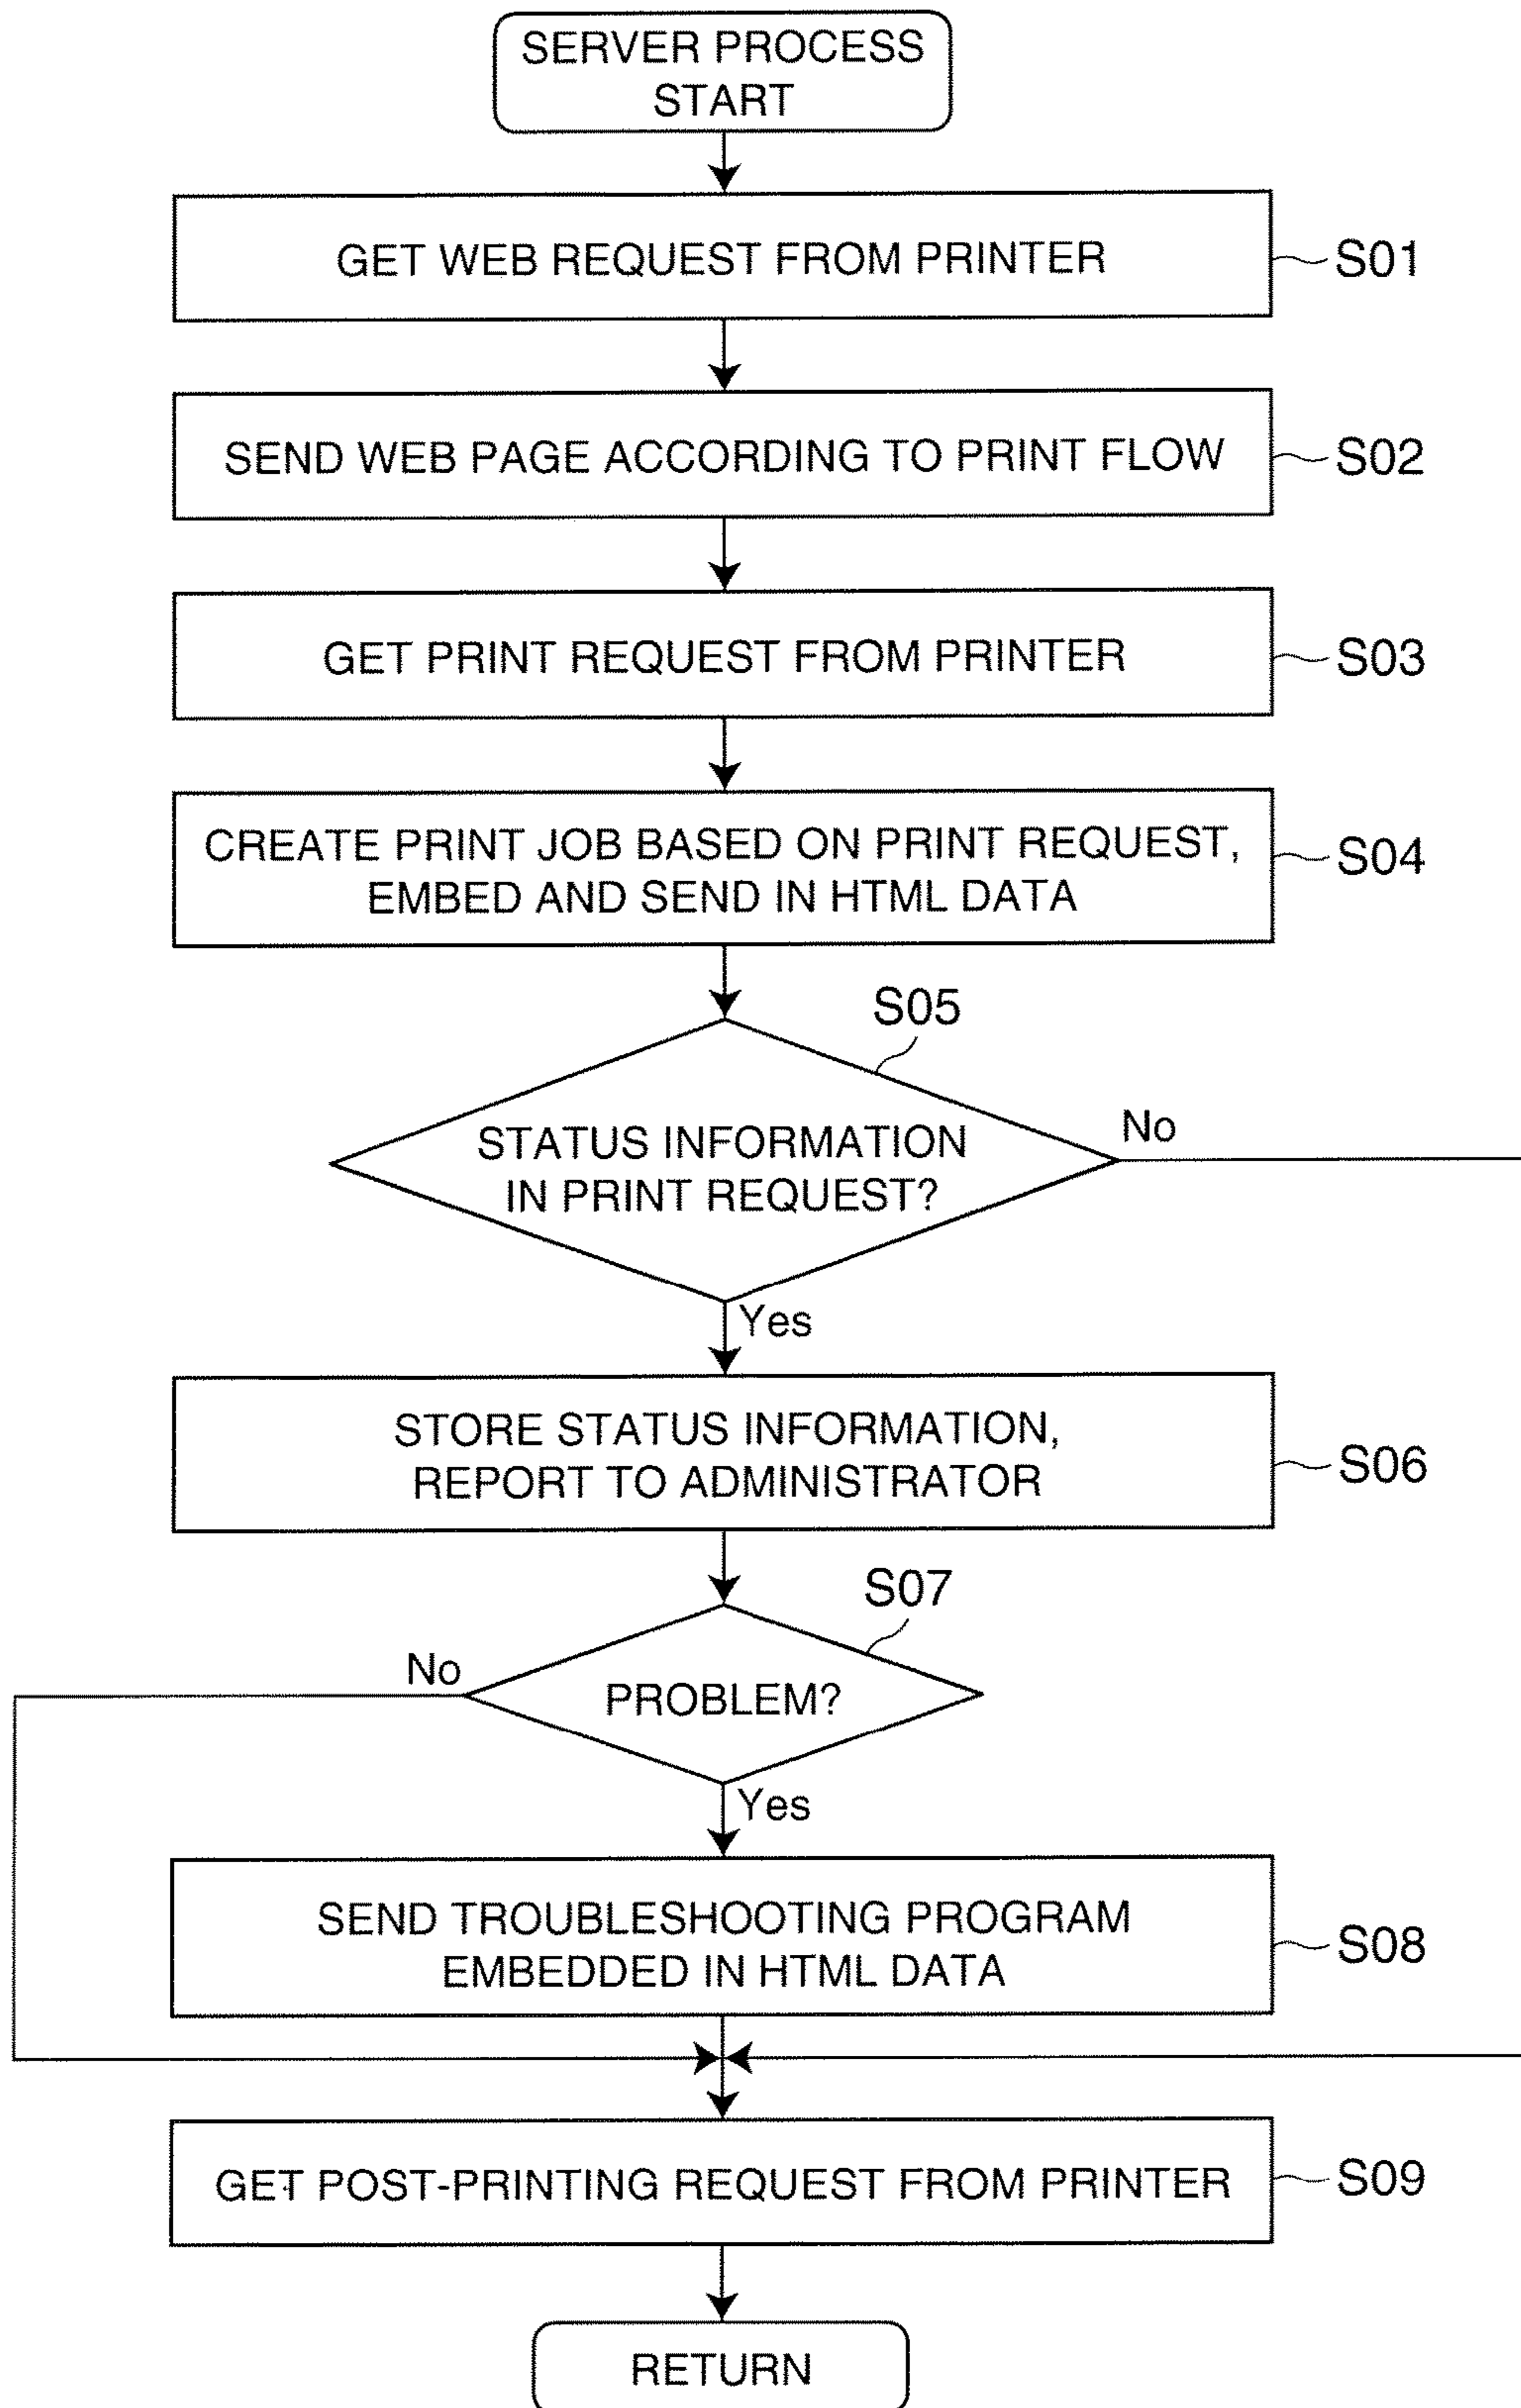 SERVER PROCESS
START
GET WEB REQUEST FROM PRINTER
S01
SEND WEB PAGE ACCORDING TO PRINT FLOW
S02
GET PRINT REQUEST FROM PRINTER
S03
CREATE PRINT JOB BASED ON PRINT REQUEST,
EMBED AND SEND IN HTML DATA
S04
S05
STATUS INFORMATION
IN PRINT REQUEST?
No
Yes
STORE STATUS INFORMATION,
REPORT TO ADMINISTRATOR
S06
S07
No
PROBLEM?
Yes
SEND TROUBLESHOOTING PROGRAM
EMBEDDED IN HTML DATA
S08
GET POST-PRINTING REQUEST FROM PRINTER
S09
RETURN